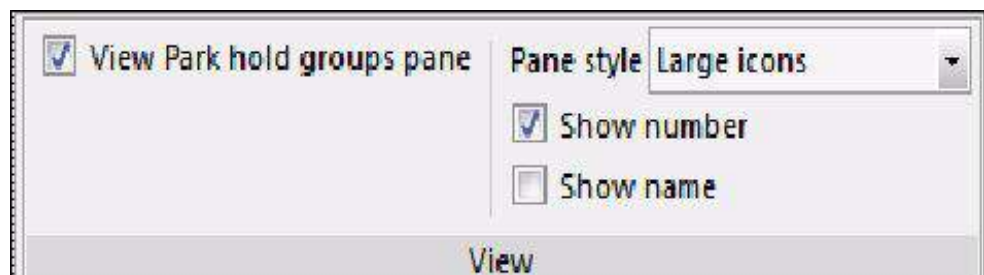 View Park hold groups pane
Pane style Large icons
Show number
Show name
View